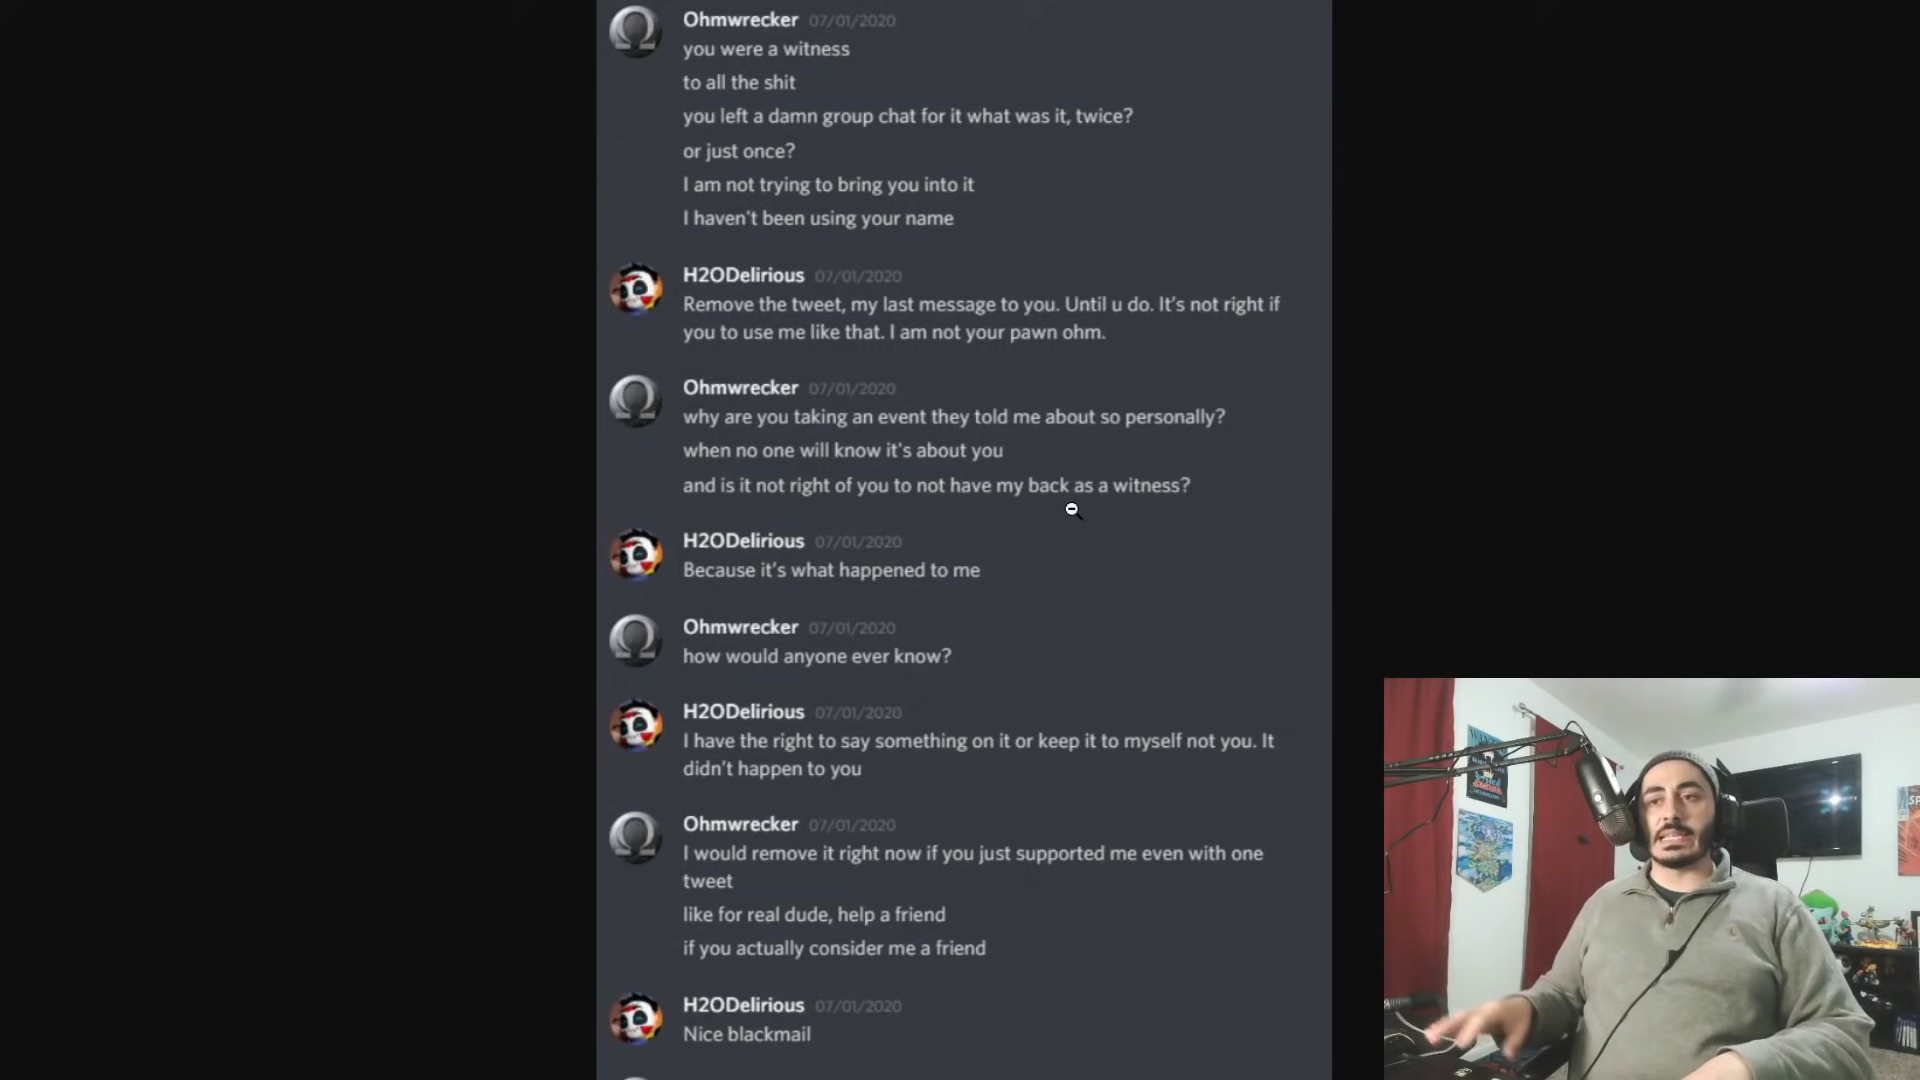 Ohmwrecker 07/01/2020
you were a witness
to all the shit
you left a damn group chat for it what was it, twice?
or just once?
I am not trying to bring you into it
I haven't been using your name
H2ODelirious 07/01/2020
Remove the tweet, my last message to you. Until u do. It's not right if
you to use me like that. I am not your pawn ohm.
Ohmwrecker 07/01/2020
why are you taking an event they told me about so personally?
when no one will know it's about you
and is it not right of you to not have my back as a witness?
H2ODelirious 07/01/2020
Because it's what happened to me
Ohmwrecker 07/01/2020
how would anyone ever know?
H2ODelirious 07/01/2020
I have the right to say something on it or keep it to myself not you. It
didn't happen to you
Ohmwrecker 07/01/2020
I would remove it right now if you just supported me even with one
tweet
like for real dude, help a friend
if you actually consider me a friend
H2ODelirious 07/01/2020
Nice blackmail